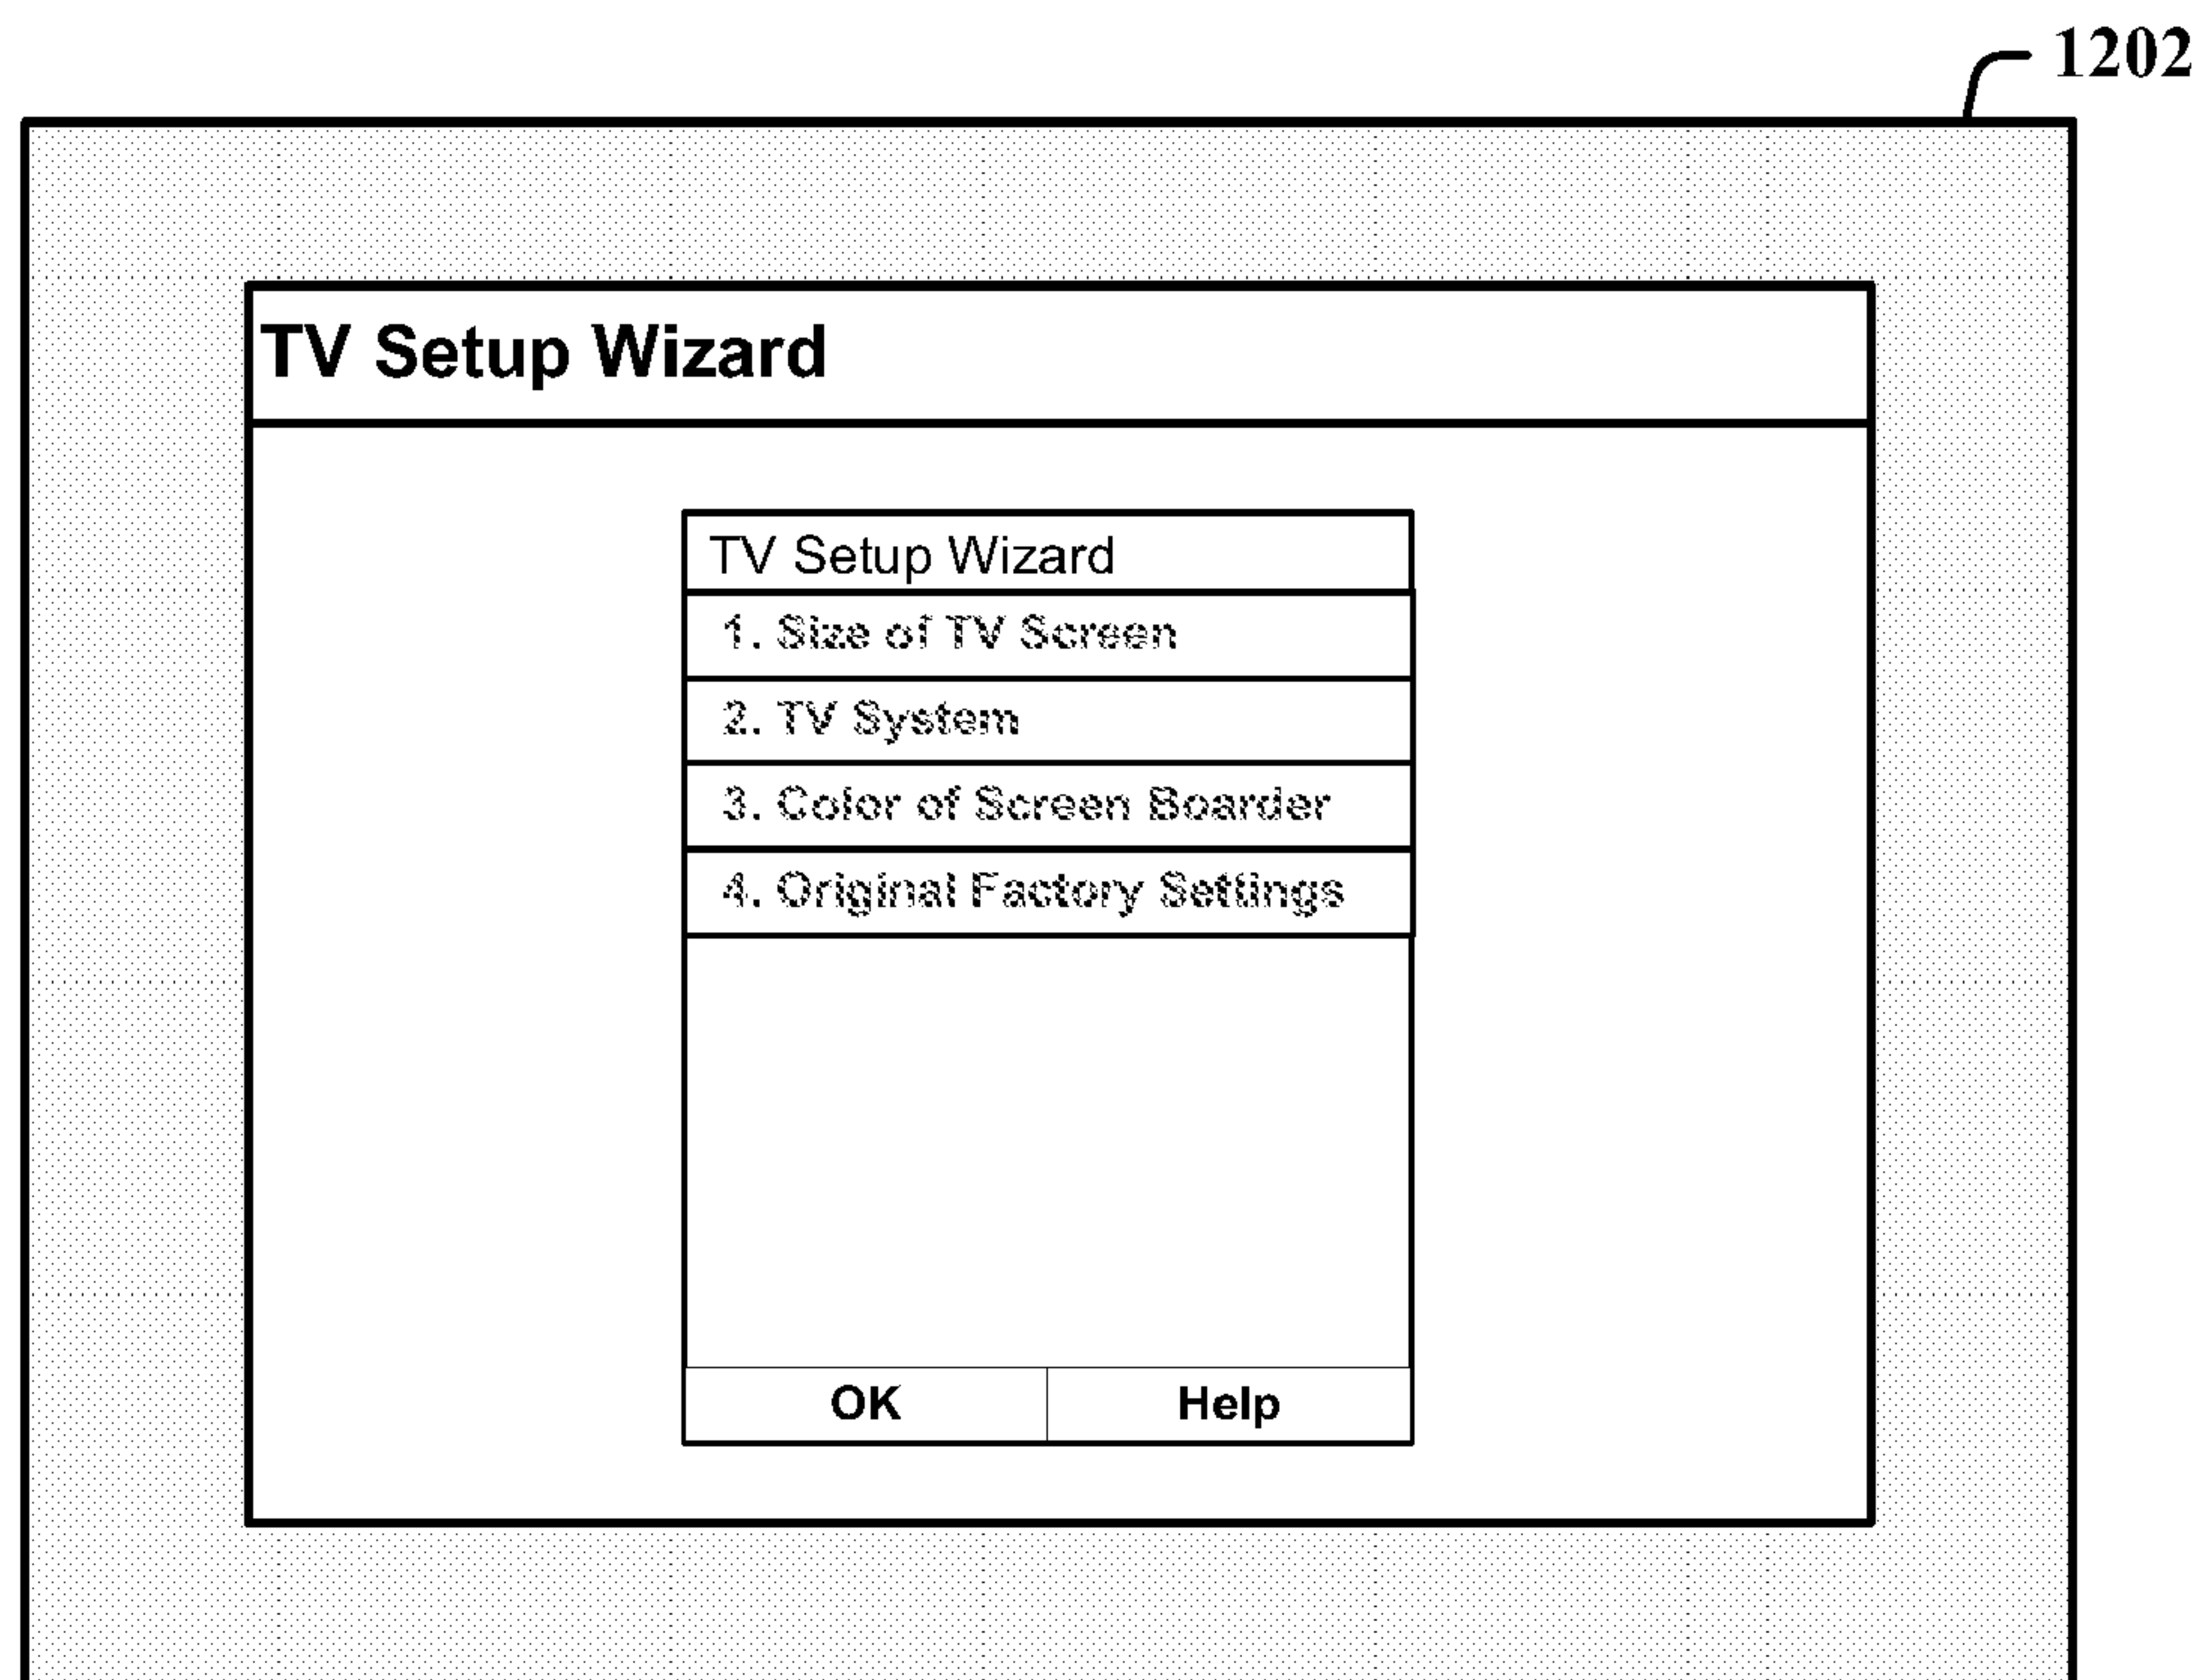 1202
TV Setup Wizard
TV Setup Wizard
1. Size of TV Screen
2. TV System
3. Color of Screen Boarder
4. Original Factory Settings
OK Help